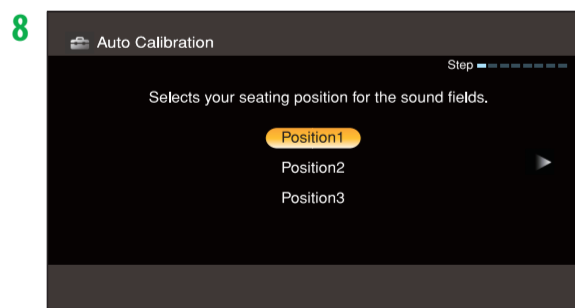 8
Auto Calibration
Step
Selects your seating position for the sound fields.
Position1
Position2
Position3